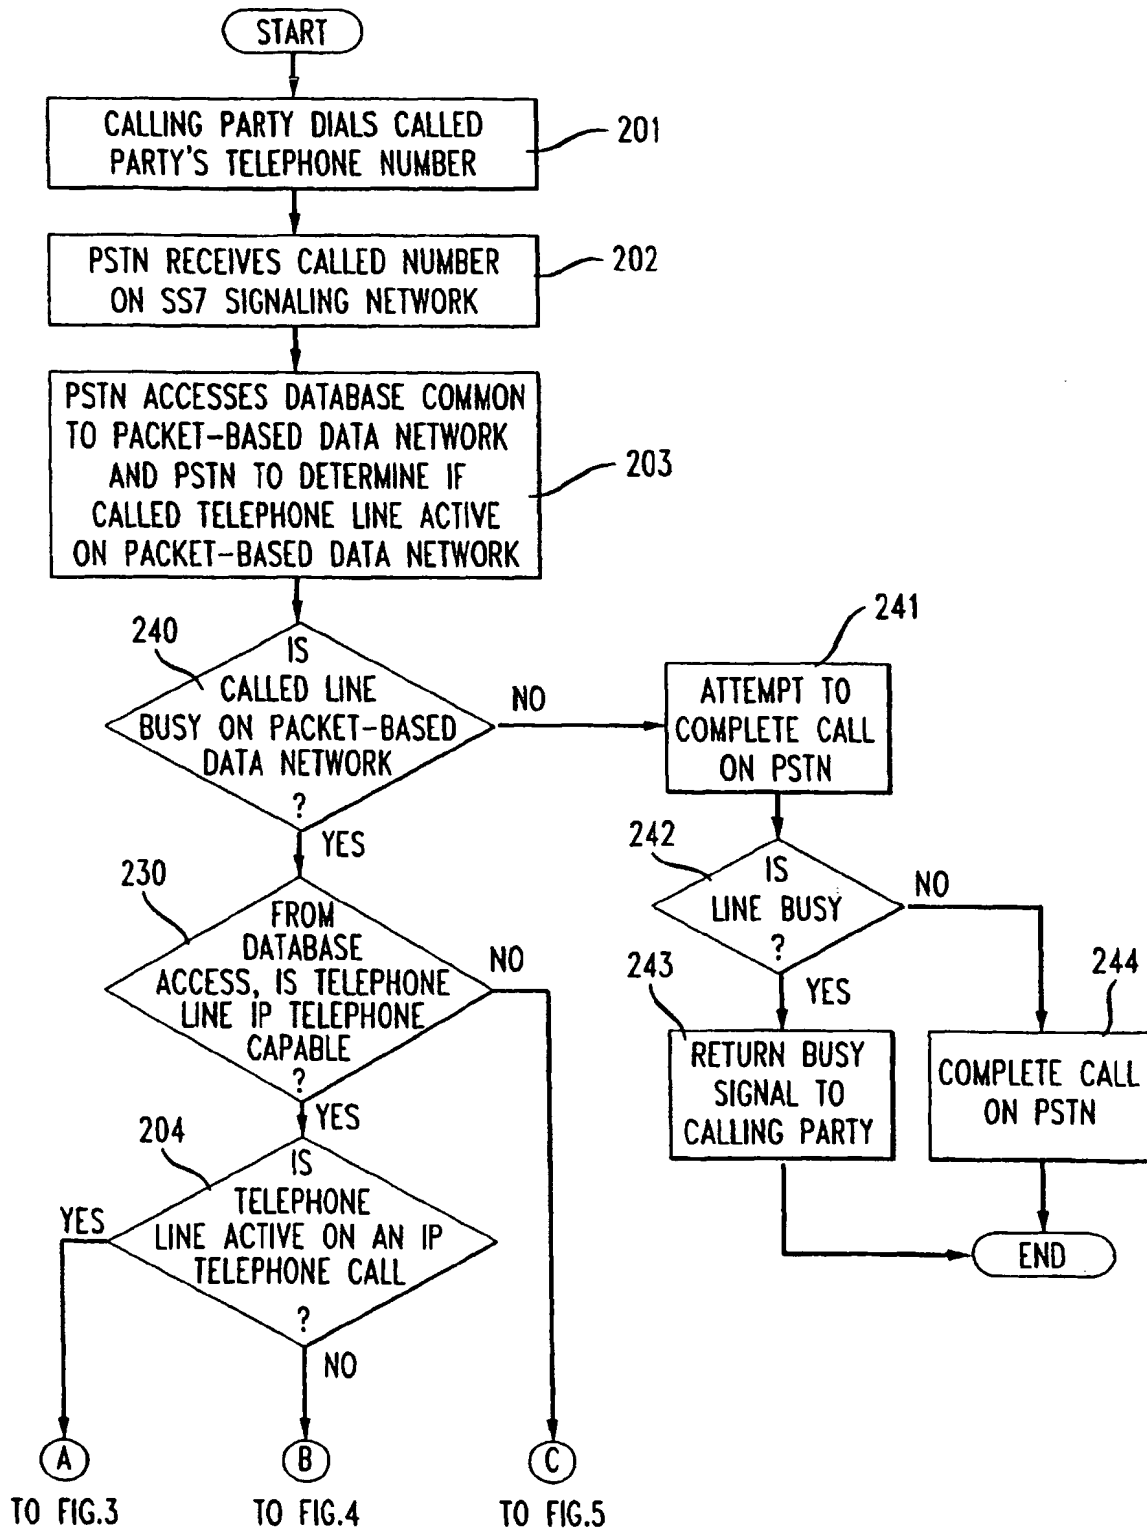 START
CALLING PARTY DIALS CALLED
PARTY'S TELEPHONE NUMBER
201
PSTN RECEIVES CALLED NUMBER
ON SS7 SIGNALING NETWORK
202
PSTN ACCESSES DATABASE COMMON
TO PACKET-BASED DATA NETWORK
AND PSTN TO DETERMINE IF
CALLED TELEPHONE LINE ACTIVE
ON PACKET-BASED DATA NETWORK
203
240
IS
CALLED LINE
BUSY ON PACKET-BASED
DATA NETWORK
?
NO
YES
241
ATTEMPT TO
COMPLETE CALL
ON PSTN
242
IS
LINE BUSY
?
NO
YES
230
FROM
DATABASE
ACCESS, IS TELEPHONE
LINE IP TELEPHONE
CAPABLE
?
NO
YES
243
RETURN BUSY
SIGNAL TO
CALLING PARTY
244
COMPLETE CALL
ON PSTN
END
204
IS
TELEPHONE
LINE ACTIVE ON AN IP
TELEPHONE CALL
?
YES
NO
A
TO FIG.3
B
TO FIG.4
C
TO FIG.5